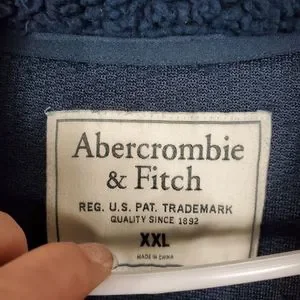 Abercrombie
& Fitch
REG. U.S. PAT. TRADEMARK
QUALITY SINCE 1892
XXL
MADE IN CHINA